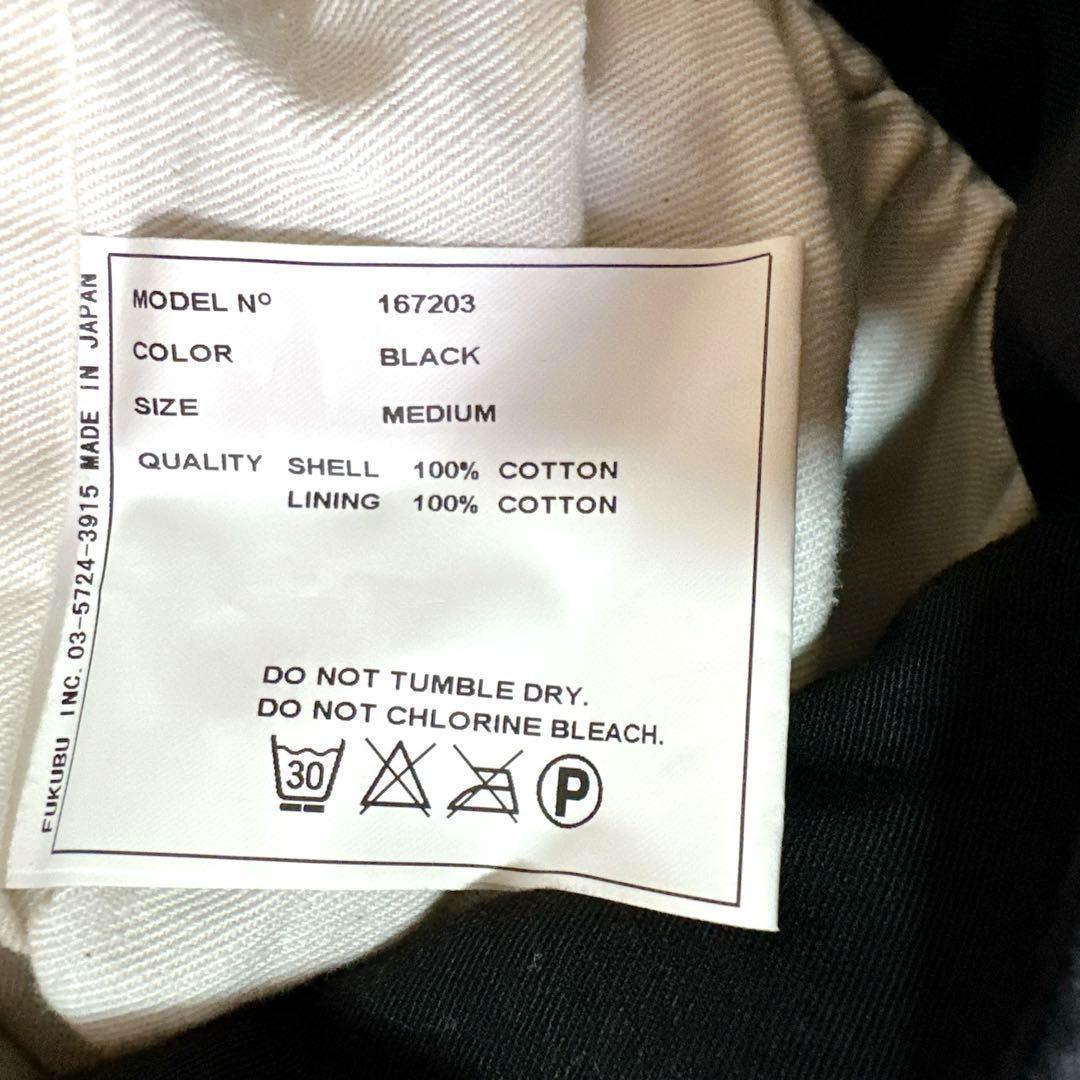 MODEL Nº 167203
COLOR BLACK
SIZE MEDIUM
QUALITY SHELL 100% COTTON
LINING 100% COTTON
DO NOT TUMBLE DRY.
DO NOT CHLORINE BLEACH.
30 P
FUKUBU INC. 03-5724-3915 MADE IN JAPAN